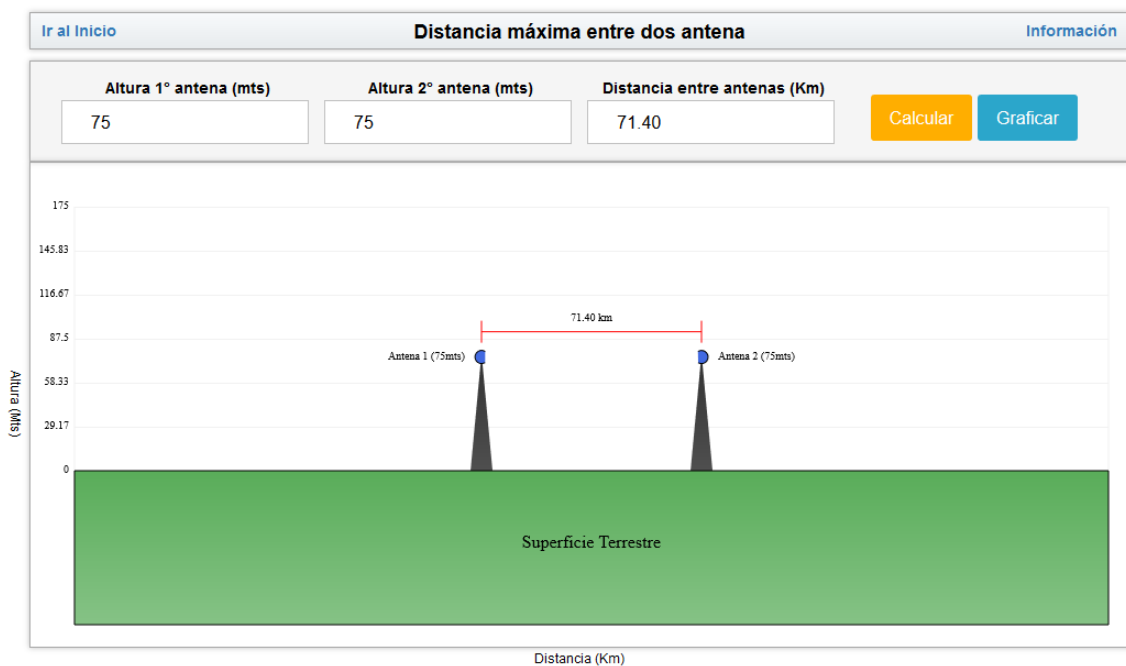 Ir al Inicio
Distancia máxima entre dos antena
Información
Altura 1° antena (mts)
Altura 2° antena (mts)
Distancia entre antenas (Km)
75
75
71.40
Calcular
Graficar
175
145.83
116.67
87.5
58.33
29.17
0
Altura (Mts)
71.40 km
Antena 1 (75mts)
Antena 2 (75mts)
Superficie Terrestre
Distancia (Km)